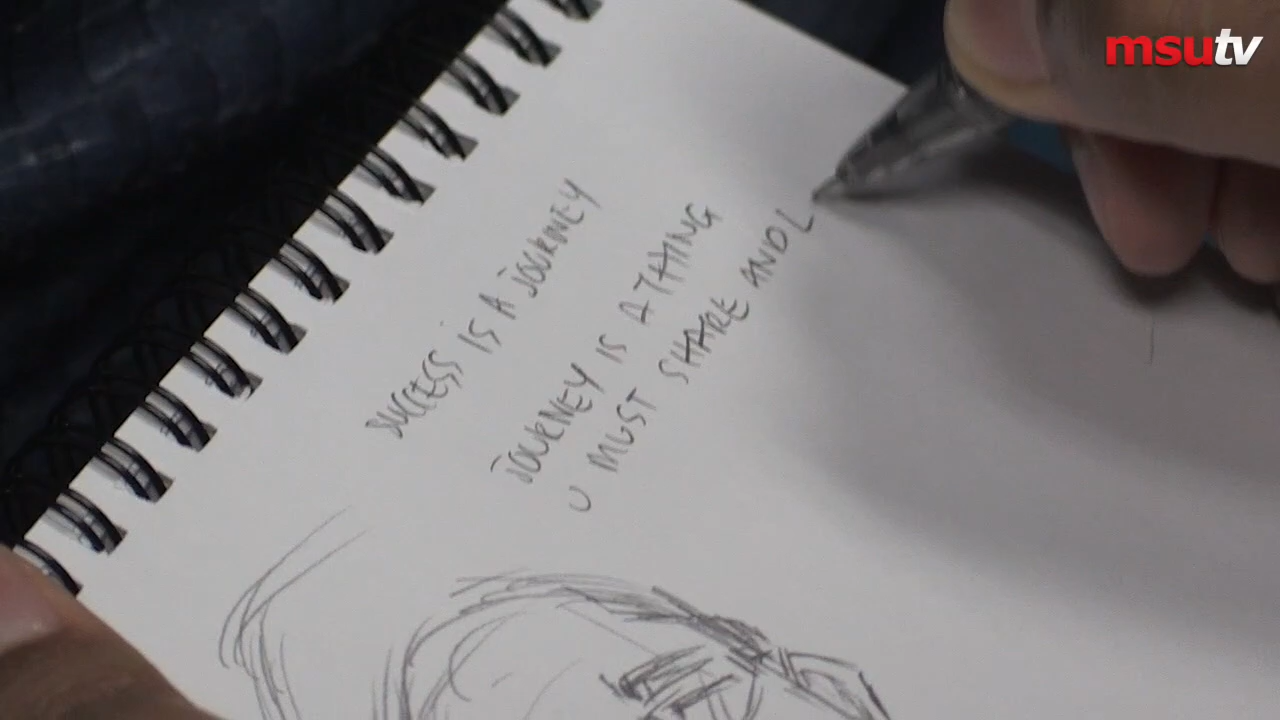 msutv
SUCCESS IS A JOURNEY
JOURNEY IS A THING
U MUST SHARE AND L